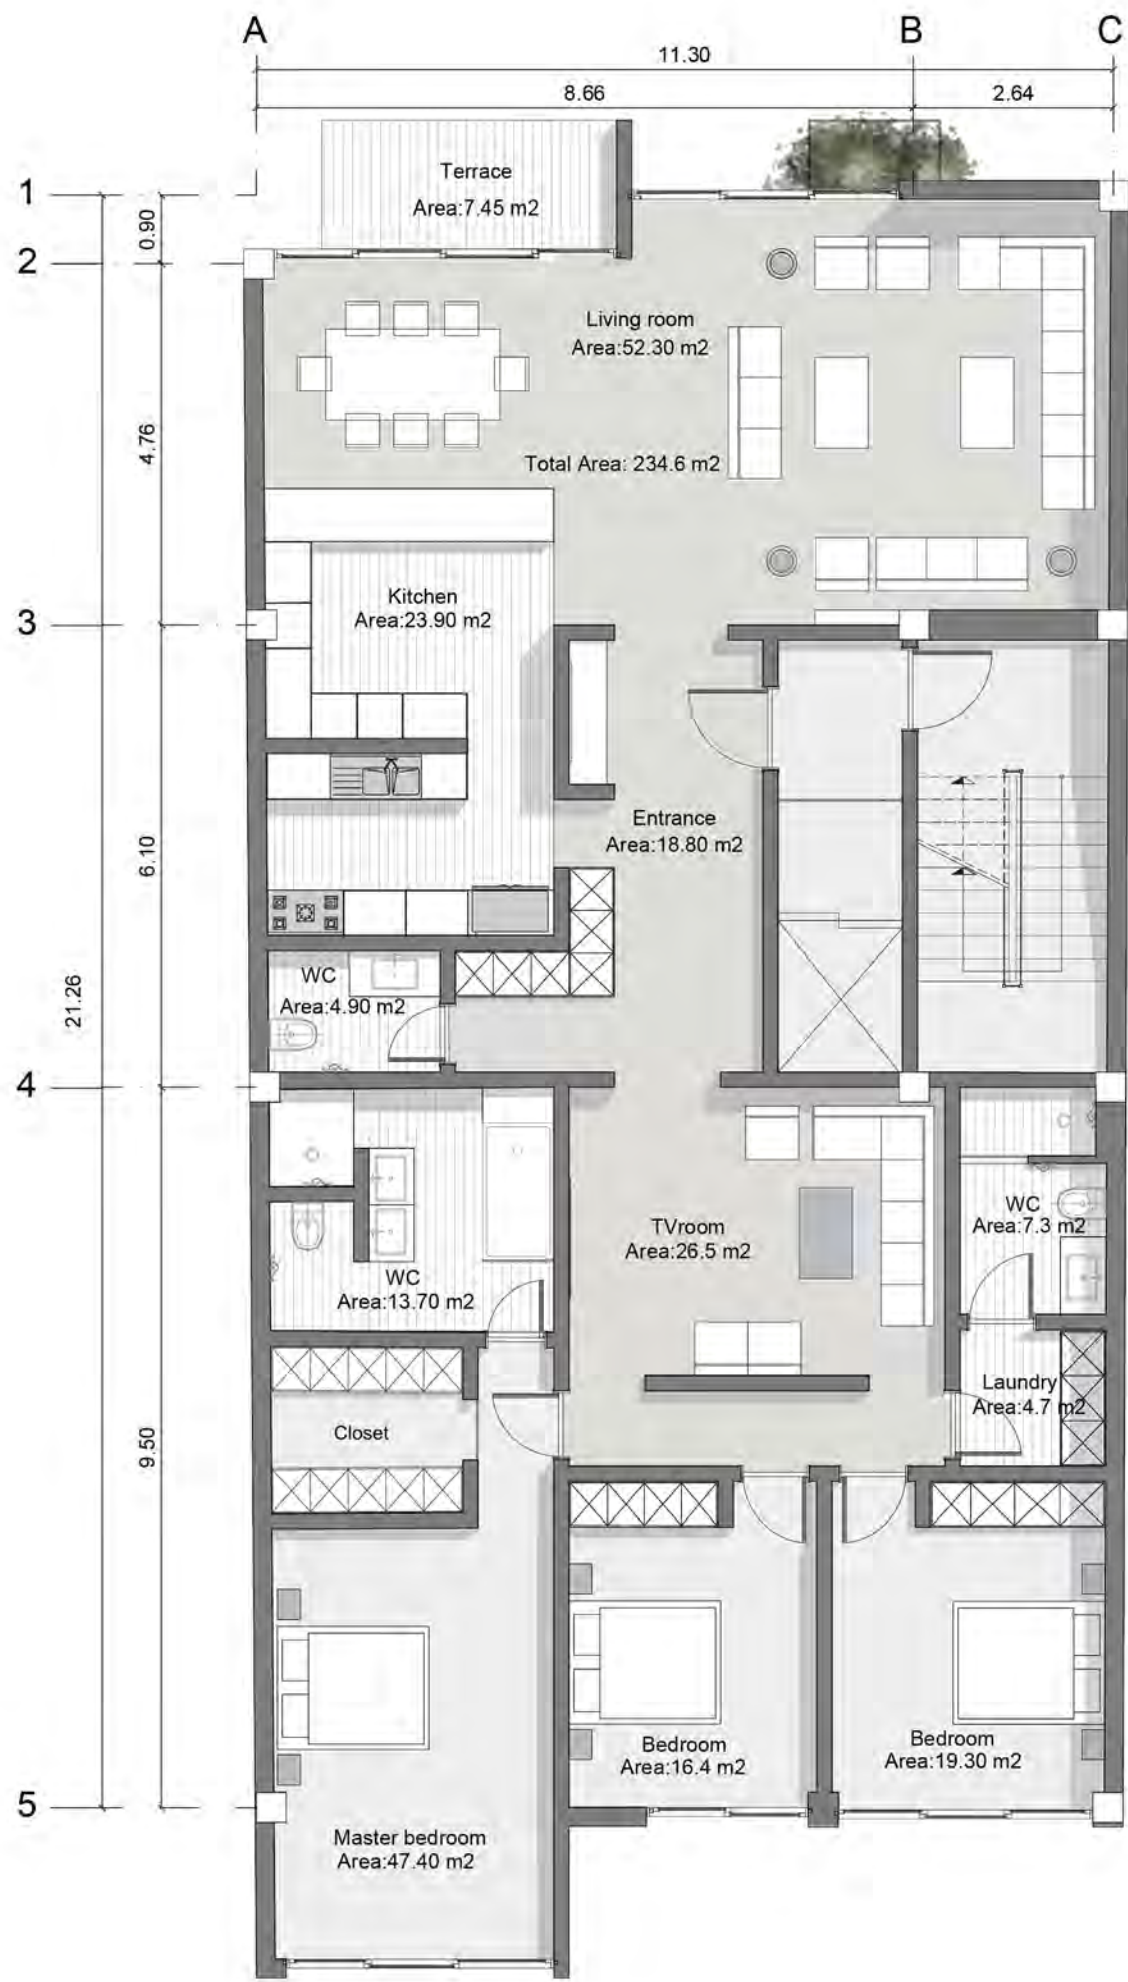 A
B
C
11.30
8.66
2.64
Terrace
Area:7.45 m2
1
0.90
2
Living room
Area:52.30 m2
4.76
Total Area: 234.6 m2
Kitchen
Area:23.90 m2
3
Entrance
Area:18.80 m2
6.10
WC
Area:4.90 m2
21.26
4
TVroom
Area:26.5 m2
WC
Area:7.3 m2
WC
Area:13.70 m2
Laundry
Area:4.7 m2
Closet
9.50
Bedroom
Area:16.4 m2
Bedroom
Area:19.30 m2
5
Master bedroom
Area:47.40 m2